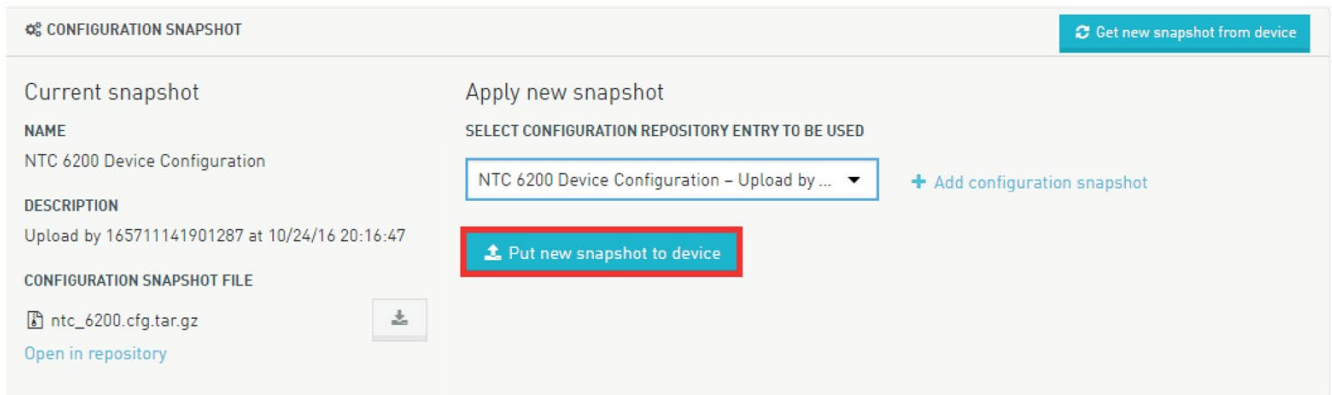 CONFIGURATION SNAPSHOT
Get new snapshot from device
Current snapshot
NAME
NTC 6200 Device Configuration
DESCRIPTION
Upload by 165711141901287 at 10/24/16 20:16:47
CONFIGURATION SNAPSHOT FILE
ntc_6200.cfg.tar.gz
Open in repository
Apply new snapshot
SELECT CONFIGURATION REPOSITORY ENTRY TO BE USED
NTC 6200 Device Configuration – Upload by ...
Add configuration snapshot
Put new snapshot to device